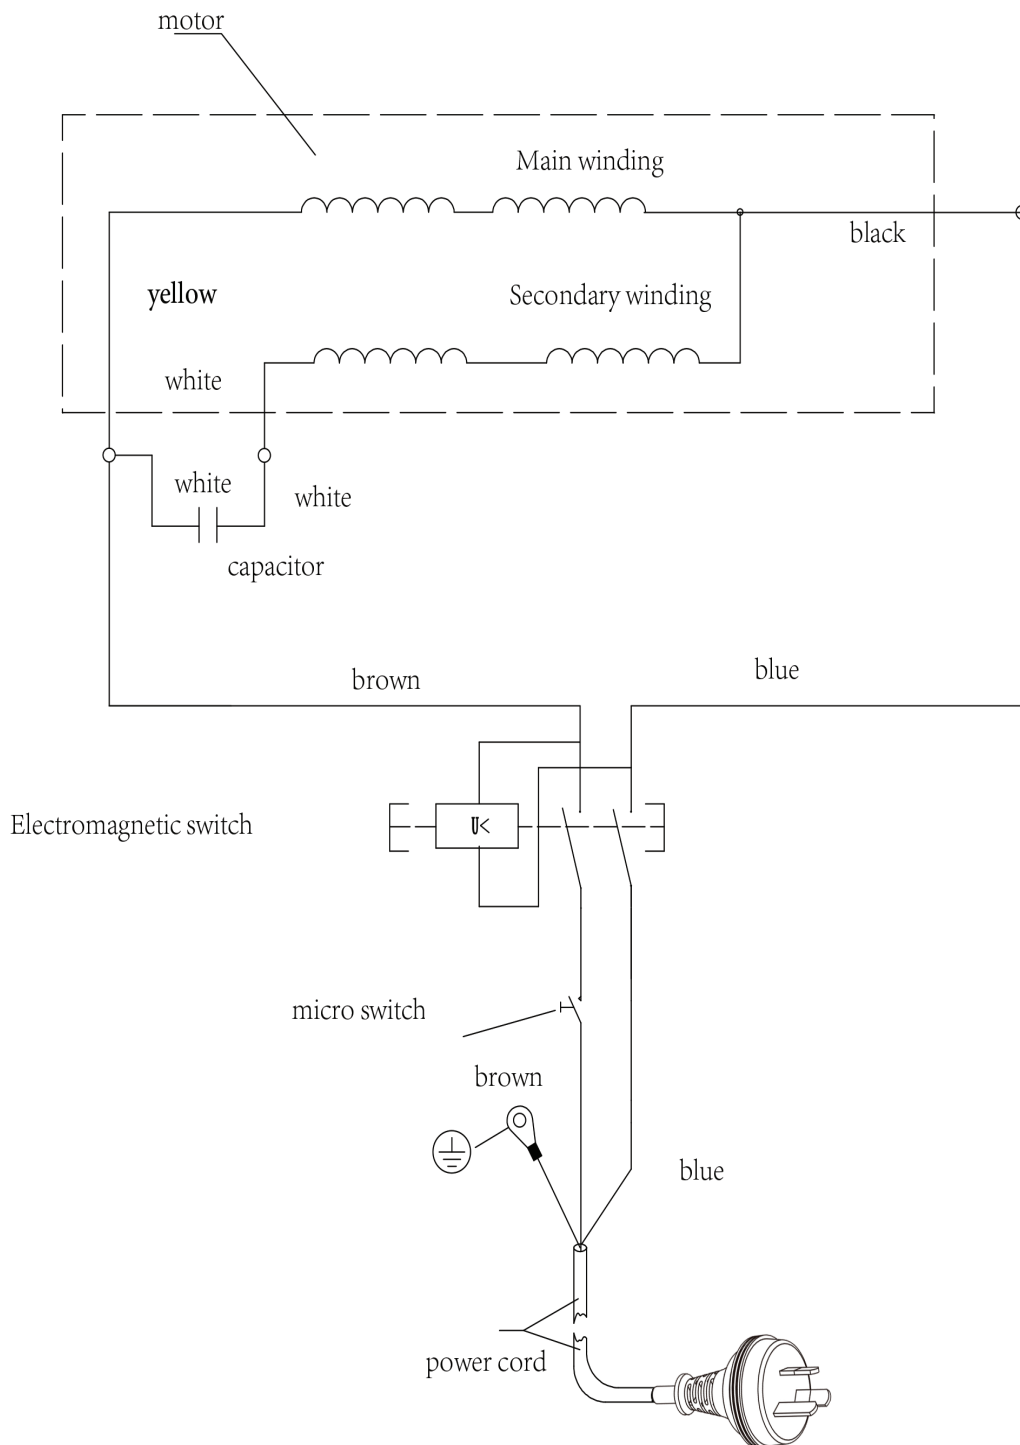 motor
Main winding
black
yellow
Secondary winding
white
white
white
capacitor
brown
blue
Electromagnetic switch
U<
micro switch
brown
blue
power cord